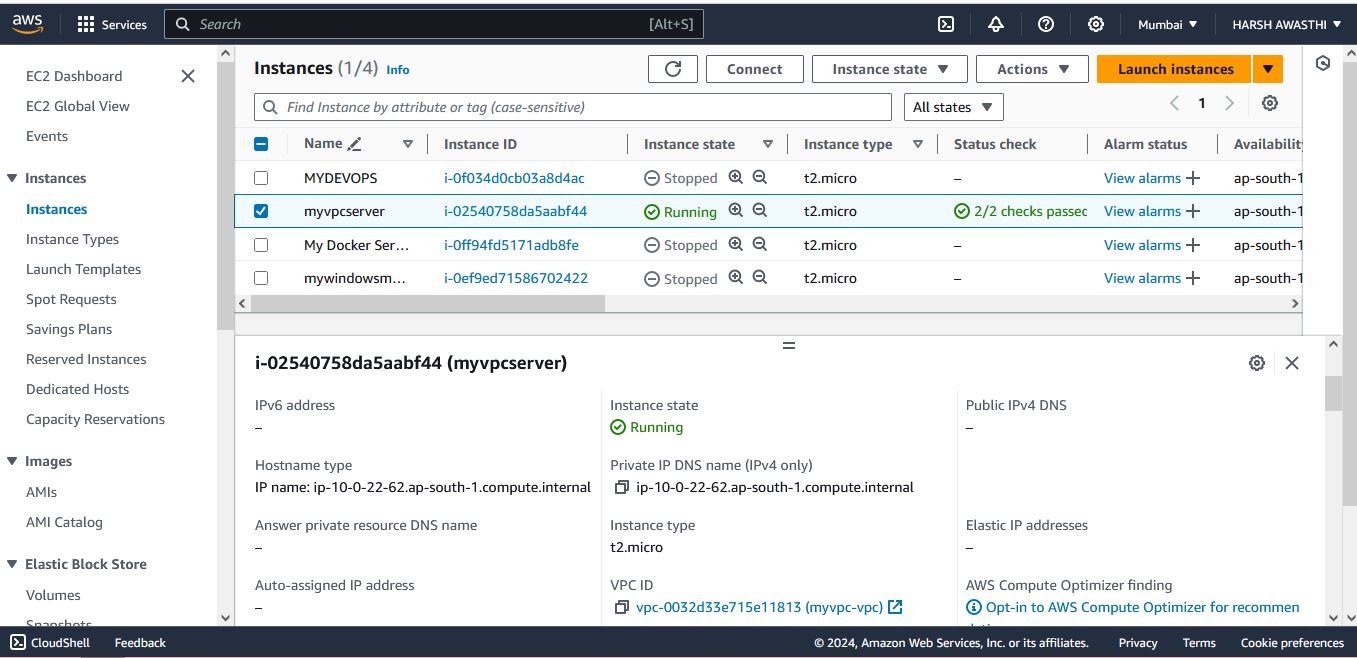 aws Services Search [Alt+S] Mumbai ▼ HARSH AWASTHI ▼
EC2 Dashboard
EC2 Global View
Events
Instances
Instances
Instance Types
Launch Templates
Spot Requests
Savings Plans
Reserved Instances
Dedicated Hosts
Capacity Reservations
Images
AMIs
AMI Catalog
Elastic Block Store
Volumes
Snapshots
Instances (1/4) Info Connect Instance state ▼ Actions ▼ Launch instances ▼
Find Instance by attribute or tag (case-sensitive) All states ▼ 1
Name Instance ID Instance state Instance type Status check Alarm status Availability
MYDEVOPS i-0f034d0cb03a8d4ac Stopped t2.micro – View alarms + ap-south-1
myvpcserver i-02540758da5aabf44 Running t2.micro 2/2 checks passed View alarms + ap-south-1
My Docker Ser... i-0ff94fd5171adb8fe Stopped t2.micro – View alarms + ap-south-1
mywindowsm... i-0ef9ed71586702422 Stopped t2.micro – View alarms + ap-south-1
i-02540758da5aabf44 (myvpcserver)
IPv6 address
–
Hostname type
IP name: ip-10-0-22-62.ap-south-1.compute.internal
Answer private resource DNS name
–
Auto-assigned IP address
–
Instance state
Running
Private IP DNS name (IPv4 only)
ip-10-0-22-62.ap-south-1.compute.internal
Instance type
t2.micro
VPC ID
vpc-0032d33e715e11813 (myvpc-vpc)
Public IPv4 DNS
–
Elastic IP addresses
–
AWS Compute Optimizer finding
Opt-in to AWS Compute Optimizer for recommen
CloudShell Feedback © 2024, Amazon Web Services, Inc. or its affiliates. Privacy Terms Cookie preferences